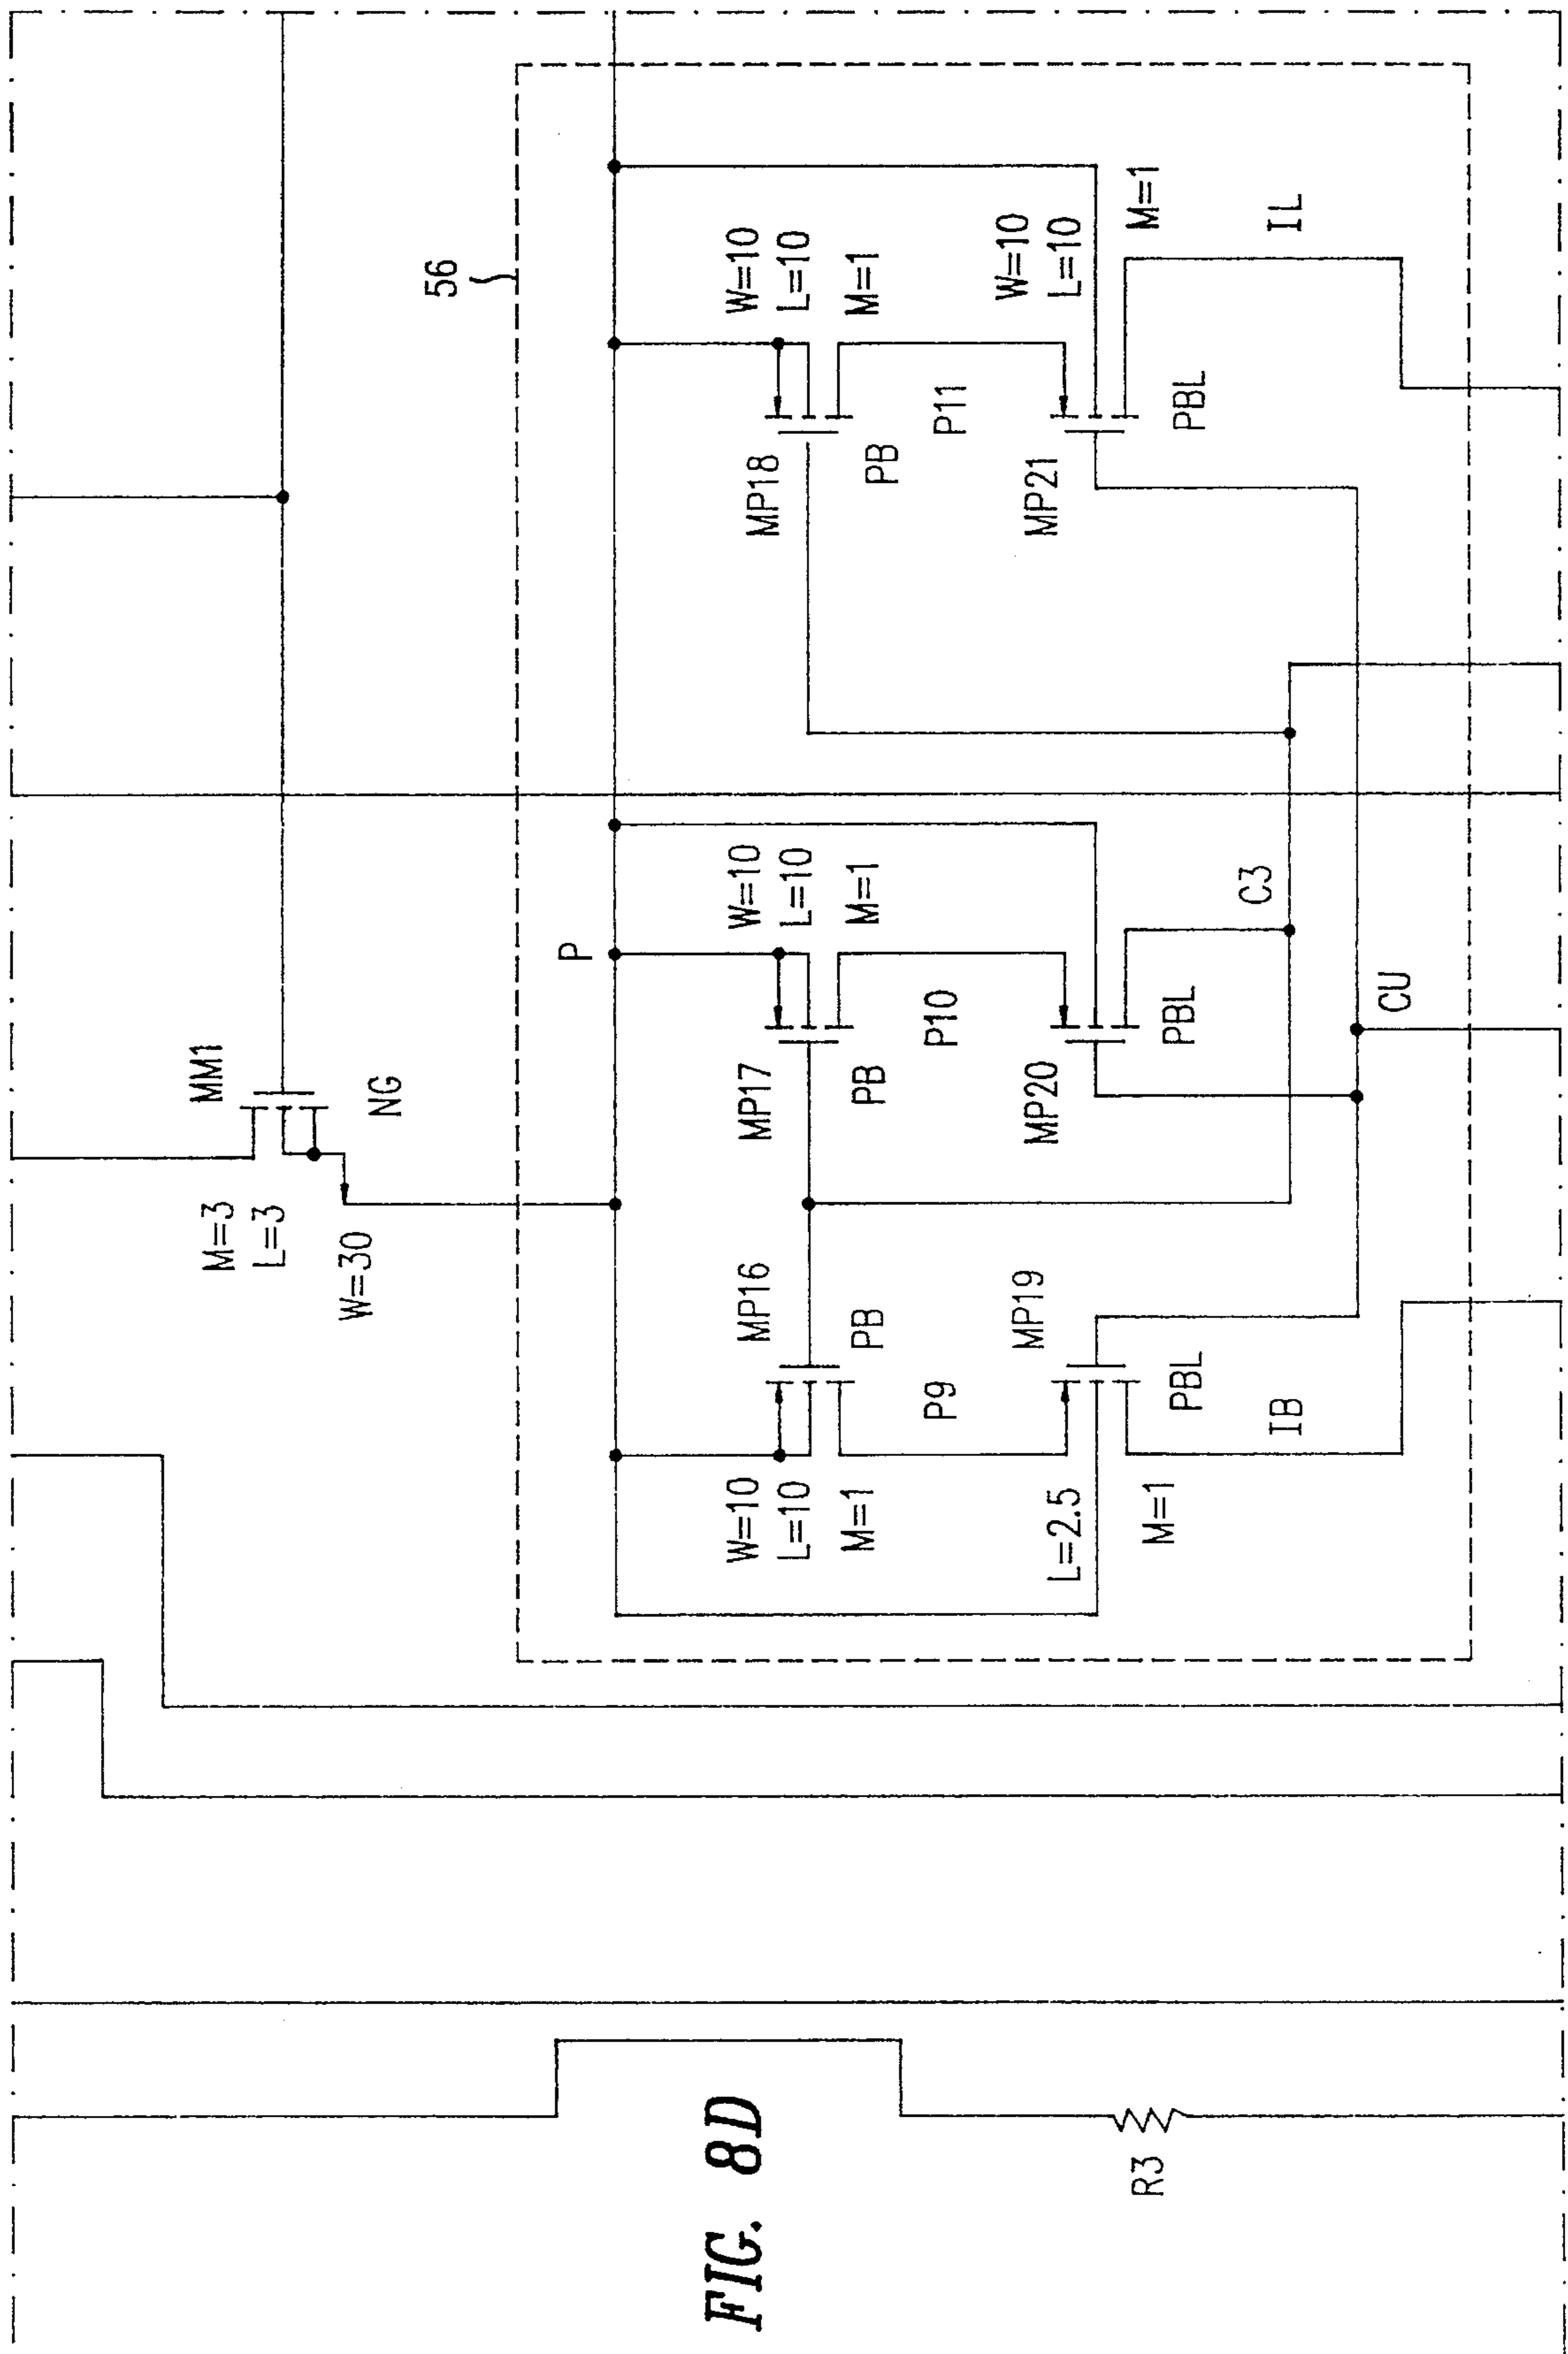 56
MM1
NG
M=3
L=3
W=30
P
W=10
L=10
M=1
MP18
PB
P11
W=10
L=10
M=1
MP21
PBL
IL
W=10
L=10
M=1
MP17
PB
P10
MP20
PBL
C3
CU
MP16
PB
W=10
L=10
M=1
P9
MP19
L=2.5
M=1
PBL
IB
R3
FIG. 8D